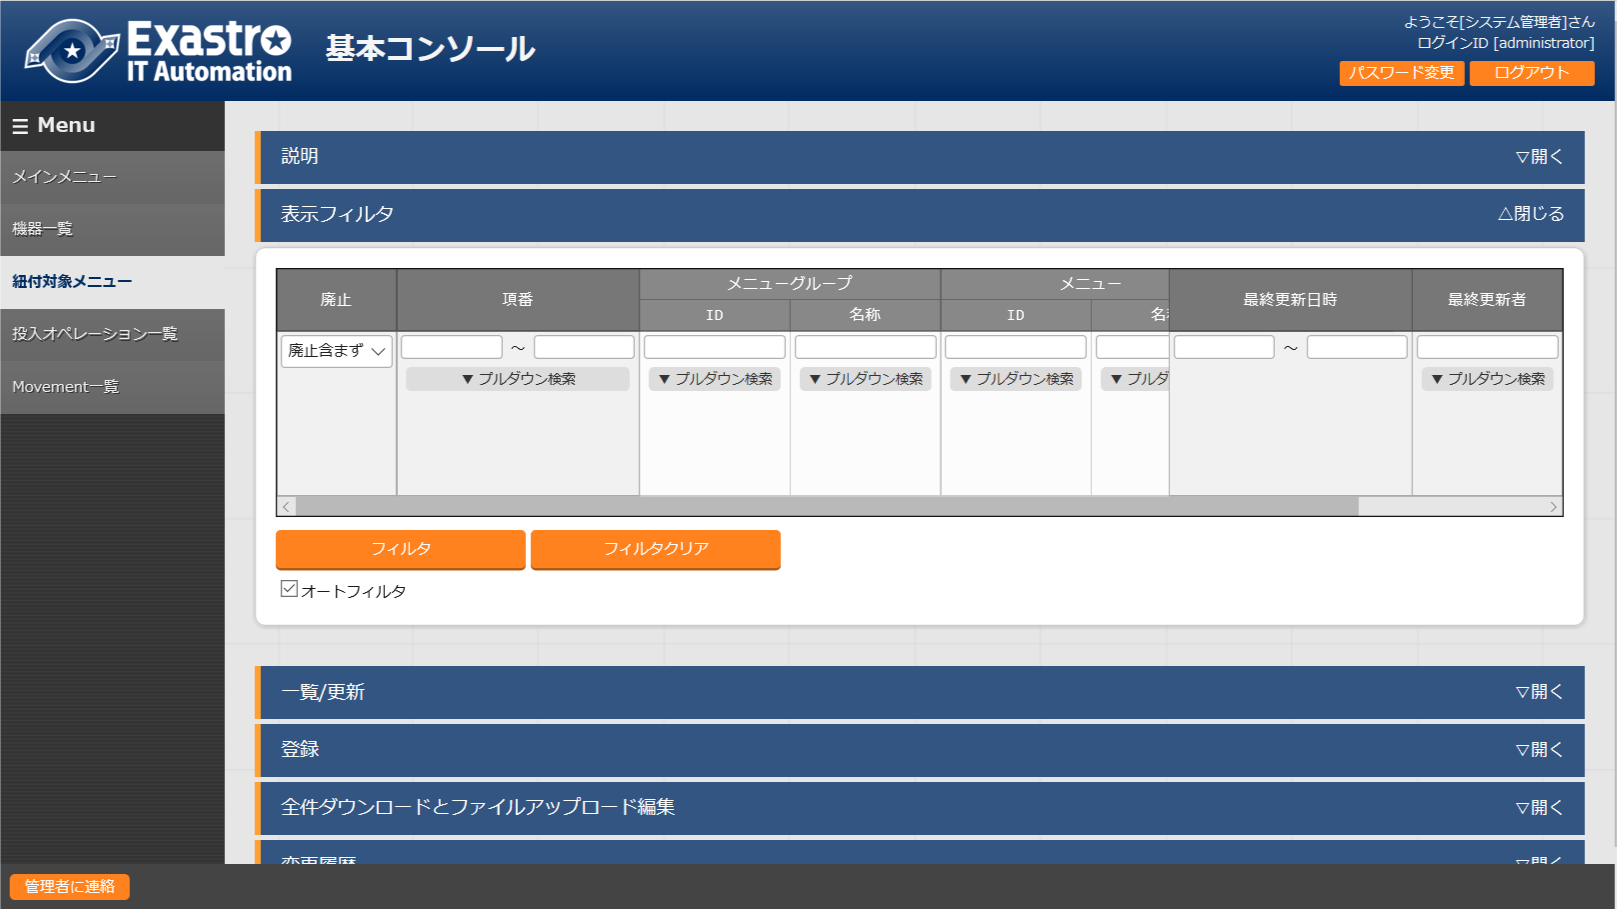 Exastro
IT Automation
基本コンソール
ようこそ[システム管理者]さん
ログインID [administrator]
パスワード変更
ログアウト
Menu
メインメニュー
機器一覧
紐付対象メニュー
投入オペレーション一覧
Movement一覧
説明
▽開く
表示フィルタ
△閉じる
廃止
項番
メニューグループ
メニュー
最終更新日時
最終更新者
ID
名称
ID
名
廃止含まず
～
～
▼プルダウン検索
▼プルダウン検索
▼プルダウン検索
▼プルダウン検索
▼プルダ
▼プルダウン検索
フィルタ
フィルタクリア
オートフィルタ
一覧/更新
▽開く
登録
▽開く
全件ダウンロードとファイルアップロード編集
▽開く
変更履歴
▽開く
管理者に連絡